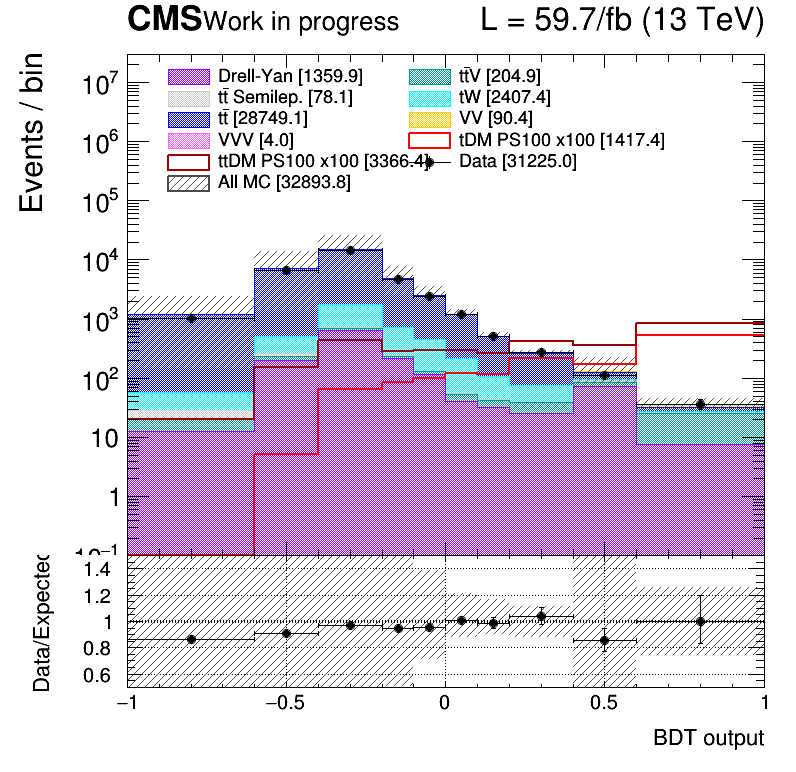 CMS Work in progress L = 59.7/fb (13 TeV)
Events / bin
Drell-Yan [1359.9] tt̄V [204.9]
tt̄ Semilep. [78.1] tW [2407.4]
tt̄ [28749.1] VV [90.4]
VVV [4.0] tDM PS100 x100 [1417.4]
ttDM PS100 x100 [3366.4] Data [31225.0]
All MC [32893.8]
10⁷
10⁶
10⁵
10⁴
10³
10²
10
1
10⁻¹
Data/Expected
1.4
1.2
1
0.8
0.6
−1 −0.5 0 0.5 1
BDT output